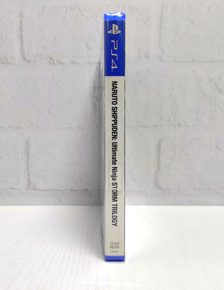 PS4
NARUTO SHIPPUDEN: Ultimate Ninja STORM TRILOGY